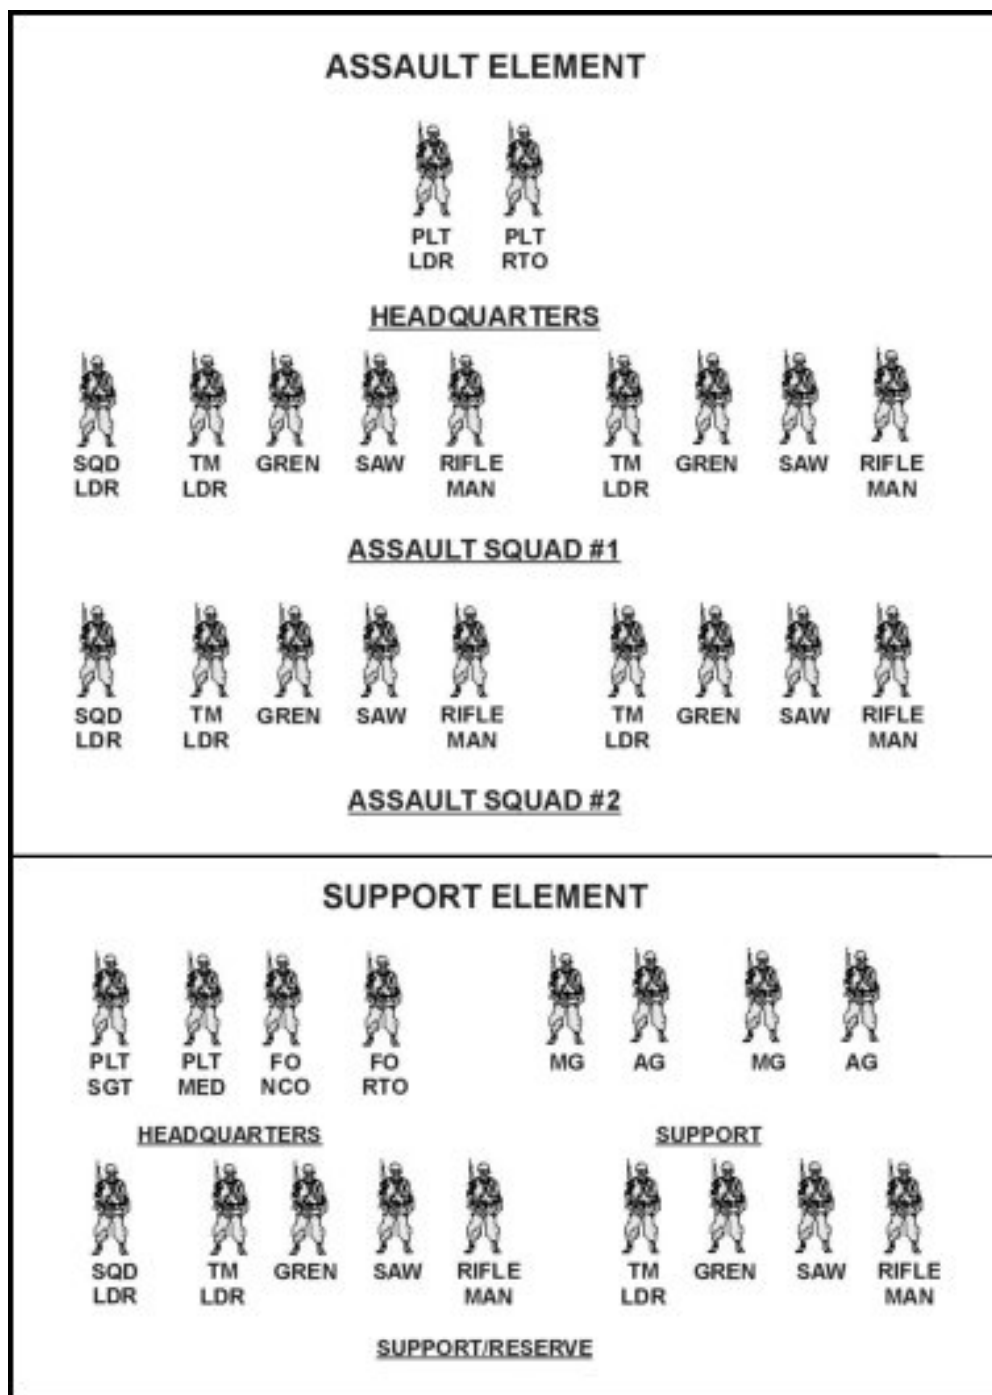 ASSAULT ELEMENT
PLT PLT
LDR RTO
HEADQUARTERS
SQD TM GREN SAW RIFLE TM GREN SAW RIFLE
LDR LDR MAN LDR MAN
ASSAULT SQUAD #1
SQD TM GREN SAW RIFLE TM GREN SAW RIFLE
LDR LDR MAN LDR MAN
ASSAULT SQUAD #2
SUPPORT ELEMENT
PLT PLT FO FO MG AG MG AG
SGT MED NCO RTO
HEADQUARTERS SUPPORT
SQD TM GREN SAW RIFLE TM GREN SAW RIFLE
LDR LDR MAN LDR MAN
SUPPORT/RESERVE